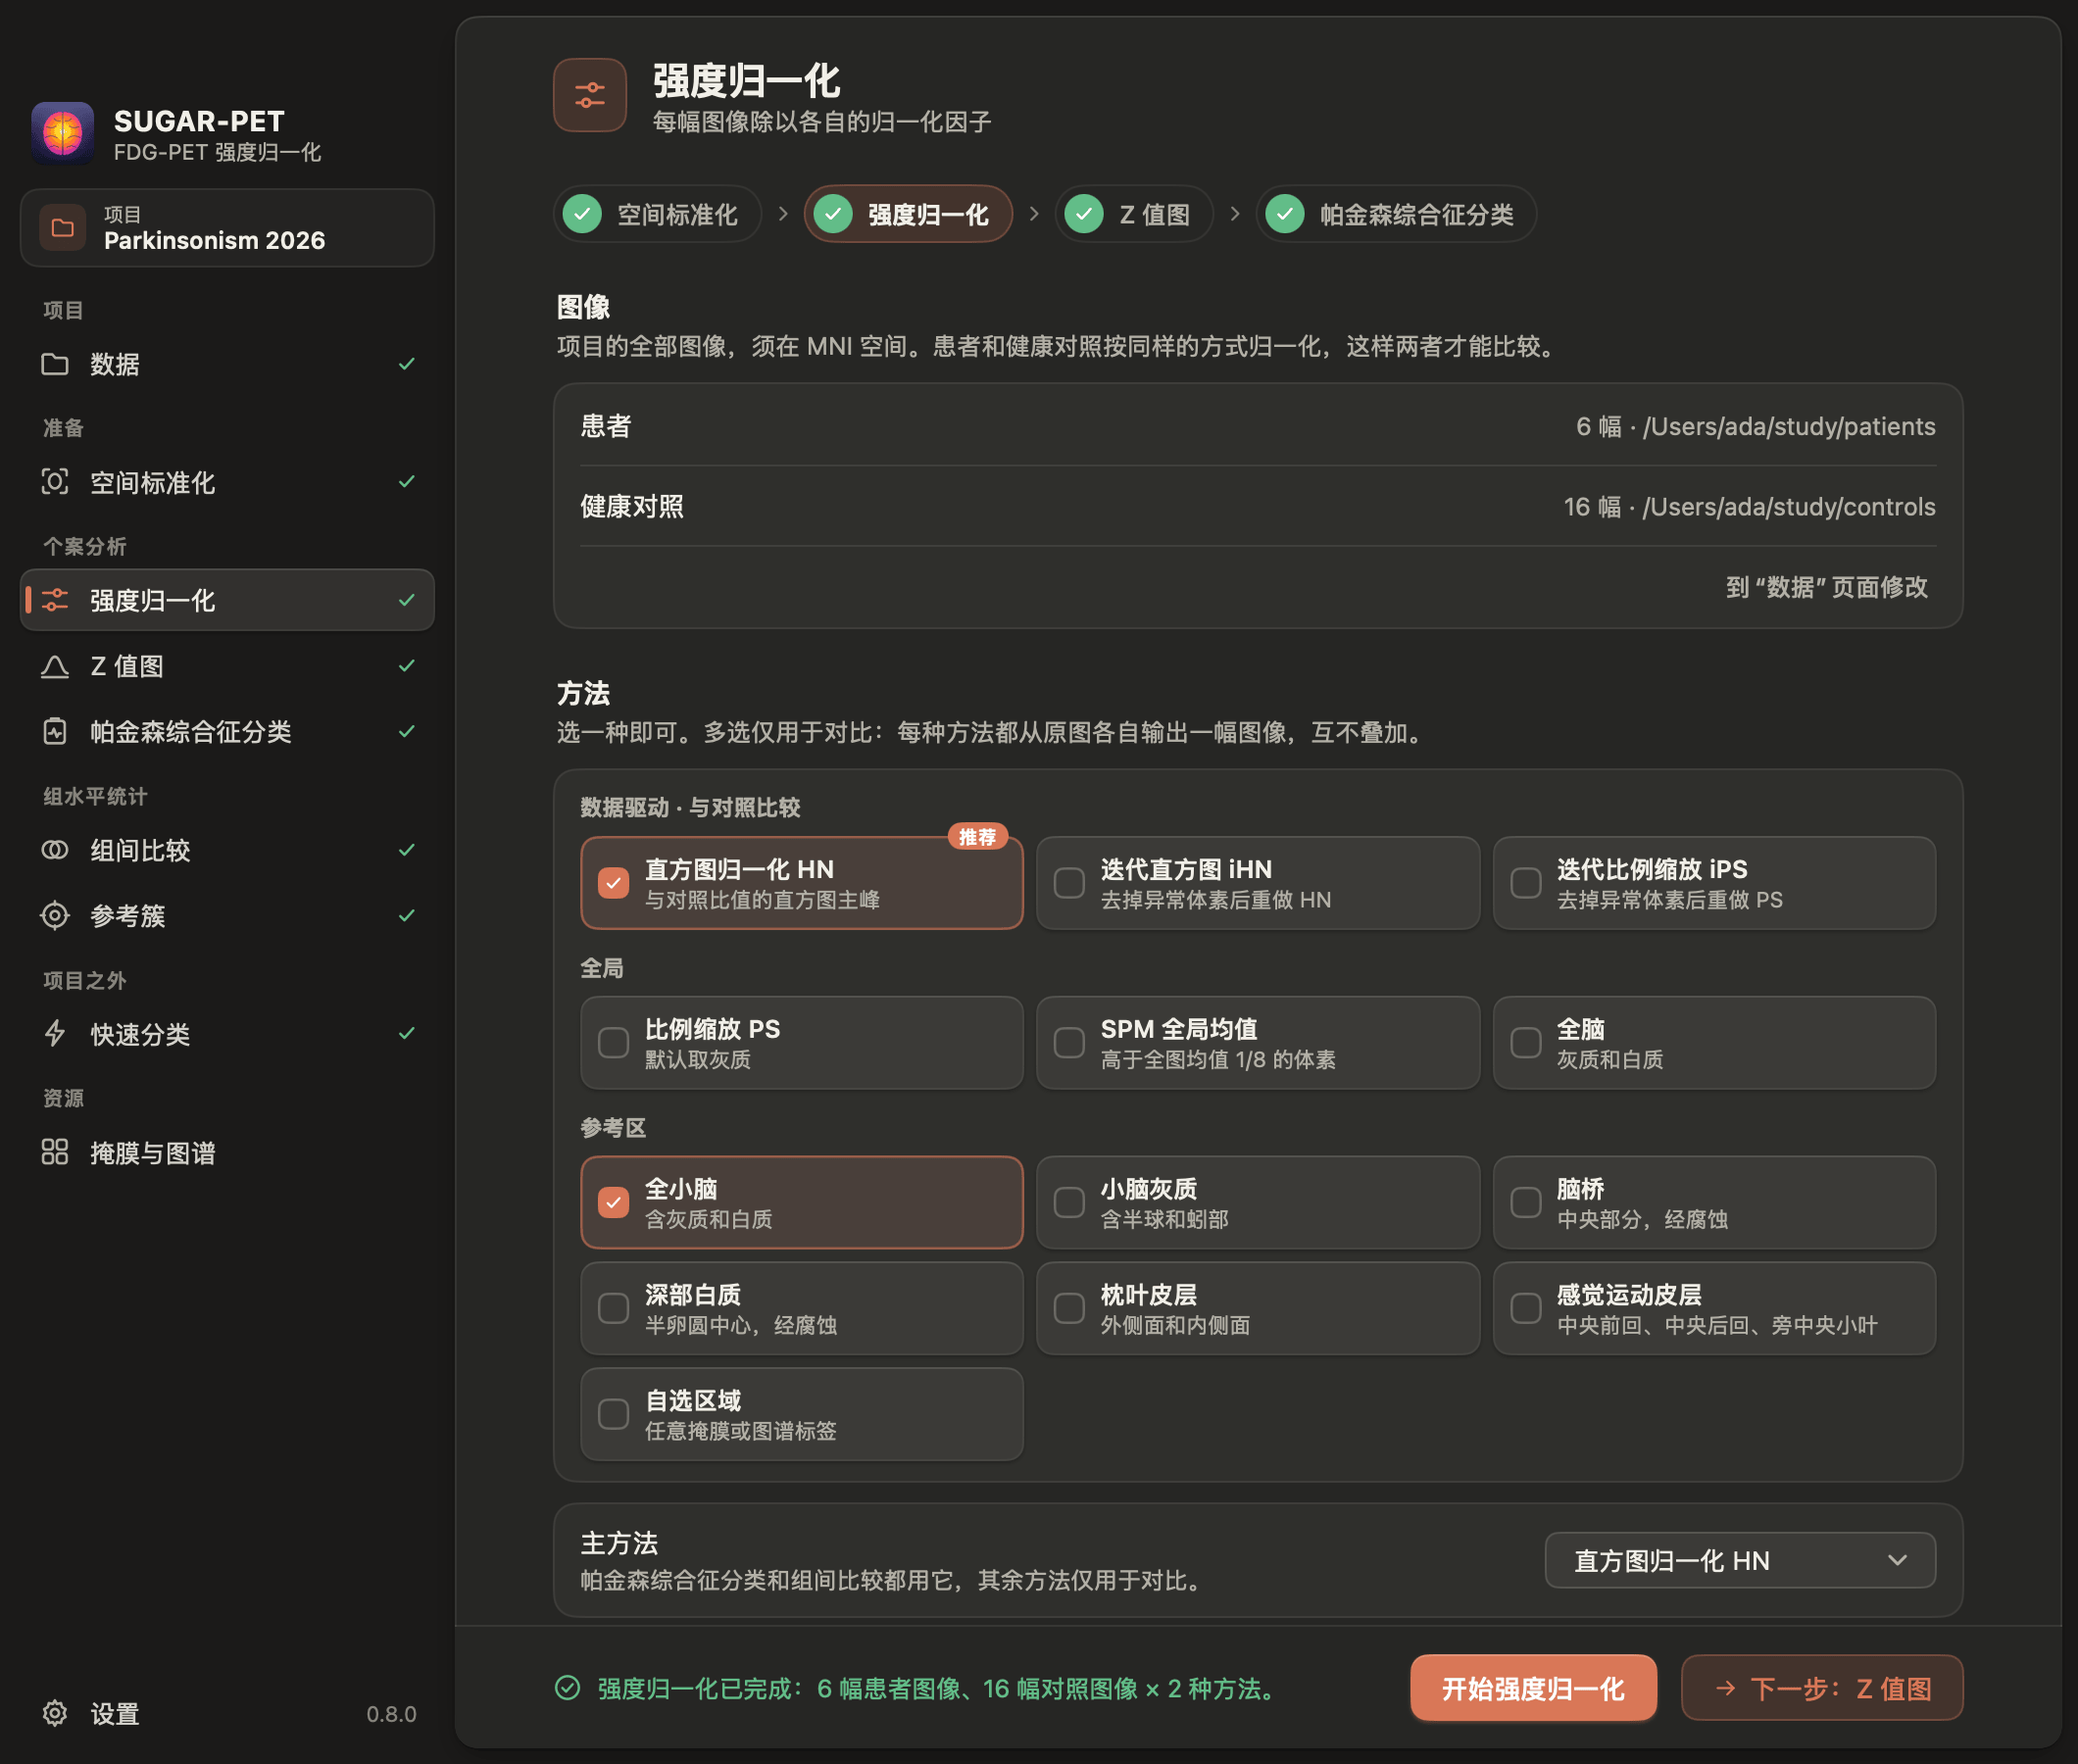 SUGAR-PET
FDG-PET 强度归一化
项目
Parkinsonism 2026
项目
数据
准备
空间标准化
个案分析
强度归一化
Z 值图
帕金森综合征分类
组水平统计
组间比较
参考簇
项目之外
快速分类
资源
掩膜与图谱
设置
0.8.0
强度归一化
每幅图像除以各自的归一化因子
空间标准化
强度归一化
Z 值图
帕金森综合征分类
图像
项目的全部图像，须在 MNI 空间。患者和健康对照按同样的方式归一化，这样两者才能比较。
患者
6 幅 · /Users/ada/study/patients
健康对照
16 幅 · /Users/ada/study/controls
到 “数据” 页面修改
方法
选一种即可。多选仅用于对比：每种方法都从原图各自输出一幅图像，互不叠加。
数据驱动 · 与对照比较
推荐
直方图归一化 HN
与对照比值的直方图主峰
迭代直方图 iHN
去掉异常体素后重做 HN
迭代比例缩放 iPS
去掉异常体素后重做 PS
全局
比例缩放 PS
默认取灰质
SPM 全局均值
高于全图均值 1/8 的体素
全脑
灰质和白质
参考区
全小脑
含灰质和白质
小脑灰质
含半球和蚓部
脑桥
中央部分，经腐蚀
深部白质
半卵圆中心，经腐蚀
枕叶皮层
外侧面和内侧面
感觉运动皮层
中央前回、中央后回、旁中央小叶
自选区域
任意掩膜或图谱标签
主方法
帕金森综合征分类和组间比较都用它，其余方法仅用于对比。
直方图归一化 HN
强度归一化已完成：6 幅患者图像、16 幅对照图像 × 2 种方法。
开始强度归一化
→ 下一步：Z 值图